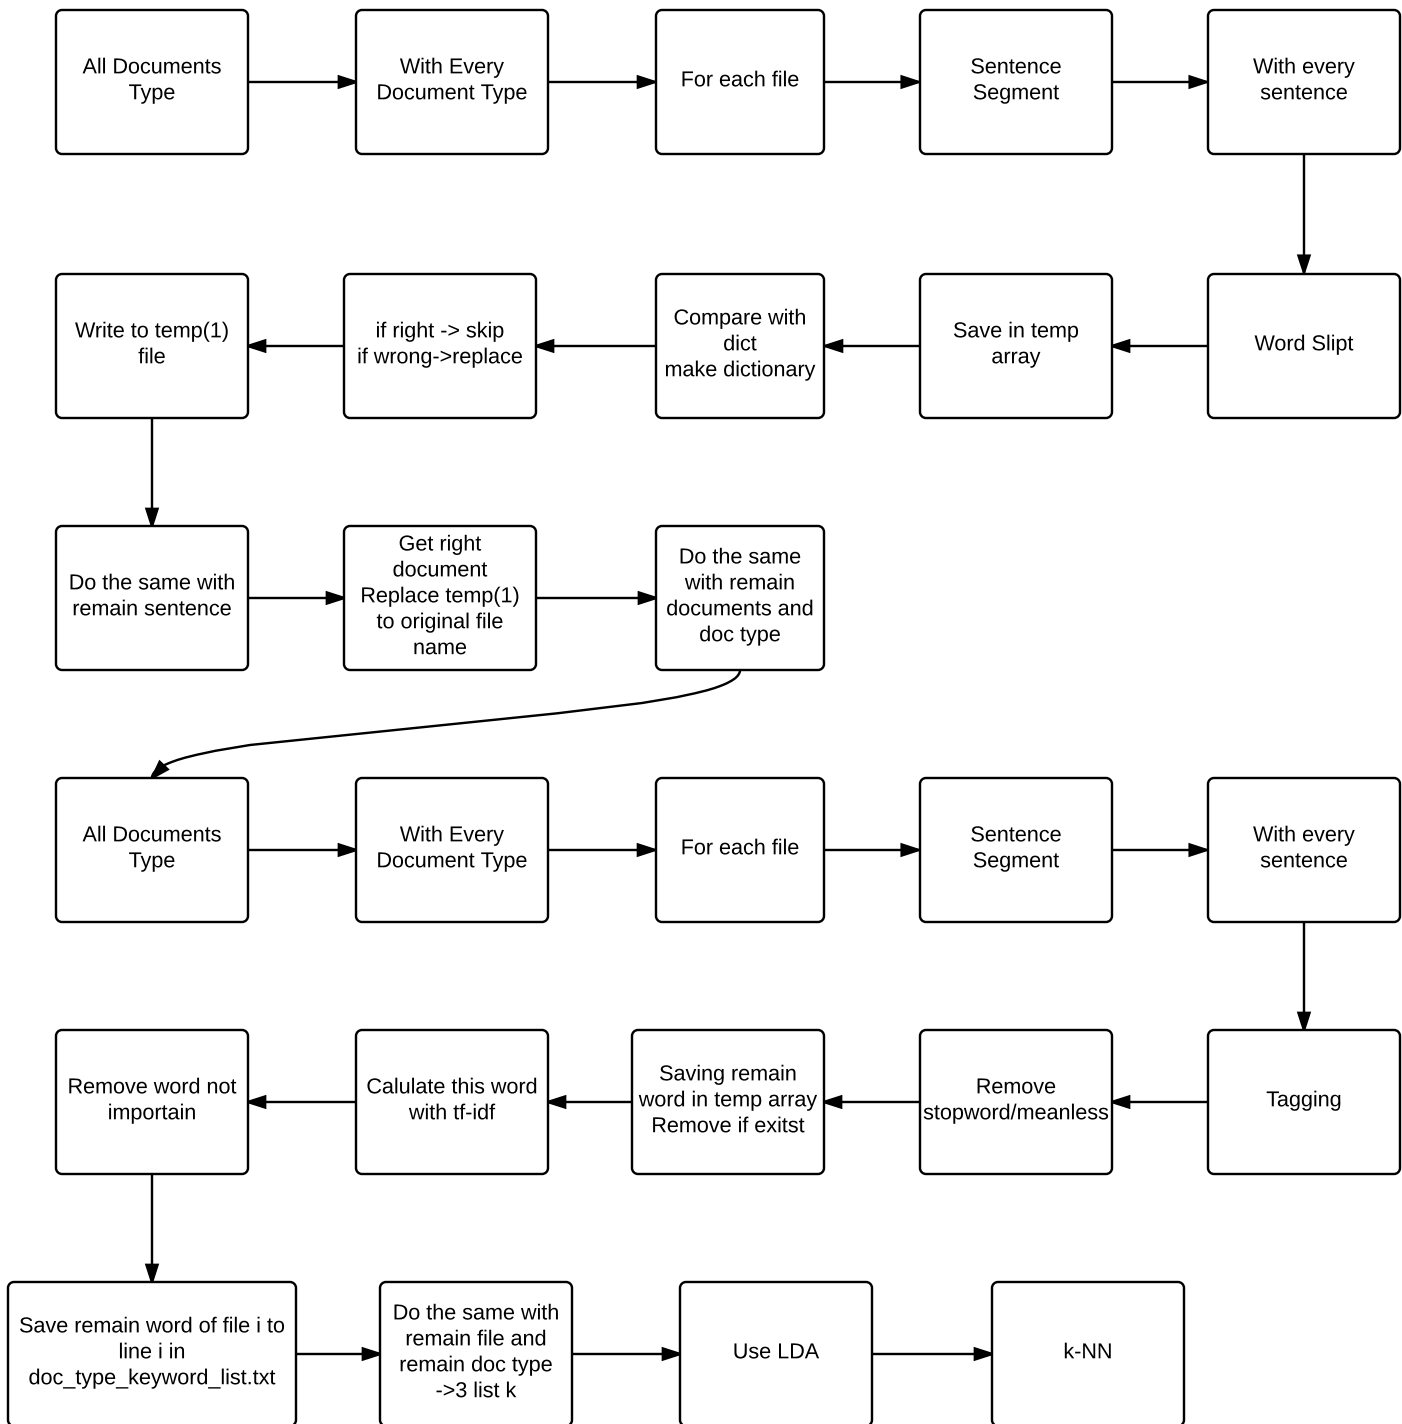 All Documents
Type
With Every
Document Type
For each file
Sentence
Segment
With every
sentence
Word Slipt
Save in temp
array
Compare with
dict
make dictionary
if right -> skip
if wrong->replace
Write to temp(1)
file
Do the same with
remain sentence
Get right
document
Replace temp(1)
to original file
name
Do the same
with remain
documents and
doc type
All Documents
Type
With Every
Document Type
For each file
Sentence
Segment
With every
sentence
Tagging
Remove
stopword/meanless
Saving remain
word in temp array
Remove if exitst
Calulate this word
with tf-idf
Remove word not
importain
Save remain word of file i to
line i in
doc_type_keyword_list.txt
Do the same with
remain file and
remain doc type
->3 list k
Use LDA
k-NN